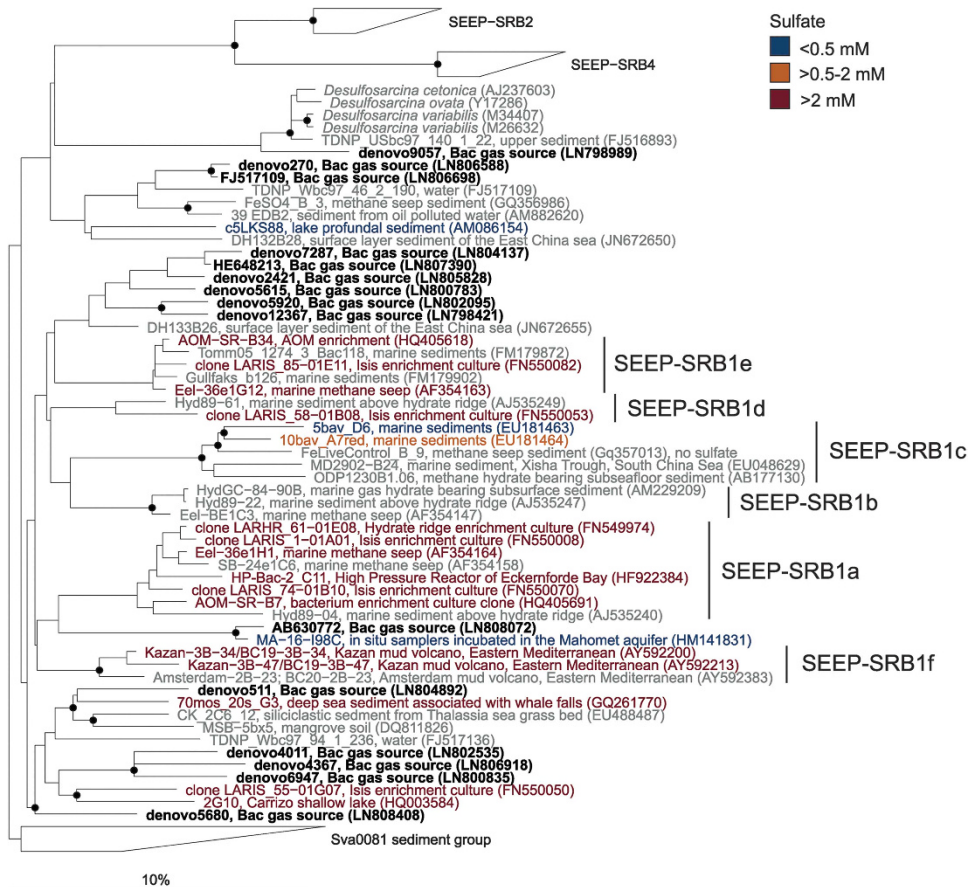 SEEP-SRB2
Sulfate
<0.5 mM
>0.5-2 mM
>2 mM
SEEP-SRB4
Desulfosarcina cetonica (AJ237603)
Desulfosarcina ovata (Y17286)
Desulfosarcina variabilis (M34407)
Desulfosarcina variabilis (M26632)
TDNP_USbc97_140_1_22, upper sediment (FJ516893)
denovo9057, Bac gas source (LN798989)
denovo270, Bac gas source (LN806588)
FJ517109, Bac gas source (LN806698)
TDNP_Wbc97_46_2_190, water (FJ517109)
FeSO4_B_3, methane seep sediment (GQ356986)
39 EDB2, sediment from oil polluted water (AM882620)
c5LKS88, lake profundal sediment (AM086154)
DH132B28, surface layer sediment of the East China sea (JN672650)
denovo7287, Bac gas source (LN804137)
HE648213, Bac gas source (LN807390)
denovo2421, Bac gas source (LN805828)
denovo5615, Bac gas source (LN800783)
denovo5920, Bac gas source (LN802095)
denovo12367, Bac gas source (LN798421)
DH133B26, surface layer sediment of the East China sea (JN672655)
AOM-SR-B34, AOM enrichment (HQ405618)
Tomm05_1274_3_Bac118, marine sediments (FM179872)
clone LARIS_85-01E11, Isis enrichment culture (FN550082)
Gullfaks_b126, marine sediments (FM179902)
Eel-36e1G12, marine methane seep (AF354163)
SEEP-SRB1e
Hyd89-61, marine sediment above hydrate ridge (AJ535249)
clone LARIS_58-01B08, Isis enrichment culture (FN550053)
SEEP-SRB1d
5bav_D6, marine sediments (EU181463)
10bav_A7red, marine sediments (EU181464)
FeLiveControl_B_9, methane seep sediment (Gq357013), no sulfate
MD2902-B24, marine sediment, Xisha Trough, South China Sea (EU048629)
ODP1230B1.06, methane hydrate bearing subseafloor sediment (AB177130)
SEEP-SRB1c
HydGC-84-90B, marine gas hydrate bearing subsurface sediment (AM229209)
Hyd89-22, marine sediment above hydrate ridge (AJ535247)
Eel-BE1C3, marine methane seep (AF354147)
SEEP-SRB1b
clone LARHR_61-01E08, Hydrate ridge enrichment culture (FN549974)
clone LARIS_1-01A01, Isis enrichment culture (FN550008)
Eel-36e1H1, marine methane seep (AF354164)
SB-24e1C6, marine methane seep (AF354158)
HP-Bac-2_C11, High Pressure Reactor of Eckernforde Bay (HF922384)
clone LARIS_74-01B10, Isis enrichment culture (FN550070)
AOM-SR-B7, bacterium enrichment culture clone (HQ405691)
Hyd89-04, marine sediment above hydrate ridge (AJ535240)
SEEP-SRB1a
AB630772, Bac gas source (LN808072)
MA-16-I98C, in situ samplers incubated in the Mahomet aquifer (HM141831)
Kazan-3B-34/BC19-3B-34, Kazan mud volcano, Eastern Mediterranean (AY592200)
Kazan-3B-47/BC19-3B-47, Kazan mud volcano, Eastern Mediterranean (AY592213)
Amsterdam-2B-23; BC20-2B-23, Amsterdam mud volcano, Eastern Mediterranean (AY592383)
SEEP-SRB1f
denovo511, Bac gas source (LN804892)
70mos_20s_G3, deep sea sediment associated with whale falls (GQ261770)
CK_2C6_12, siliciclastic sediment from Thalassia sea grass bed (EU488487)
MSB-5bx5, mangrove soil (DQ811826)
TDNP_Wbc97_94_1_236, water (FJ517136)
denovo4011, Bac gas source (LN802535)
denovo4367, Bac gas source (LN806918)
denovo6947, Bac gas source (LN800835)
clone LARIS_55-01G07, Isis enrichment culture (FN550050)
2G10, Carrizo shallow lake (HQ003584)
denovo5680, Bac gas source (LN808408)
Sva0081 sediment group
10%